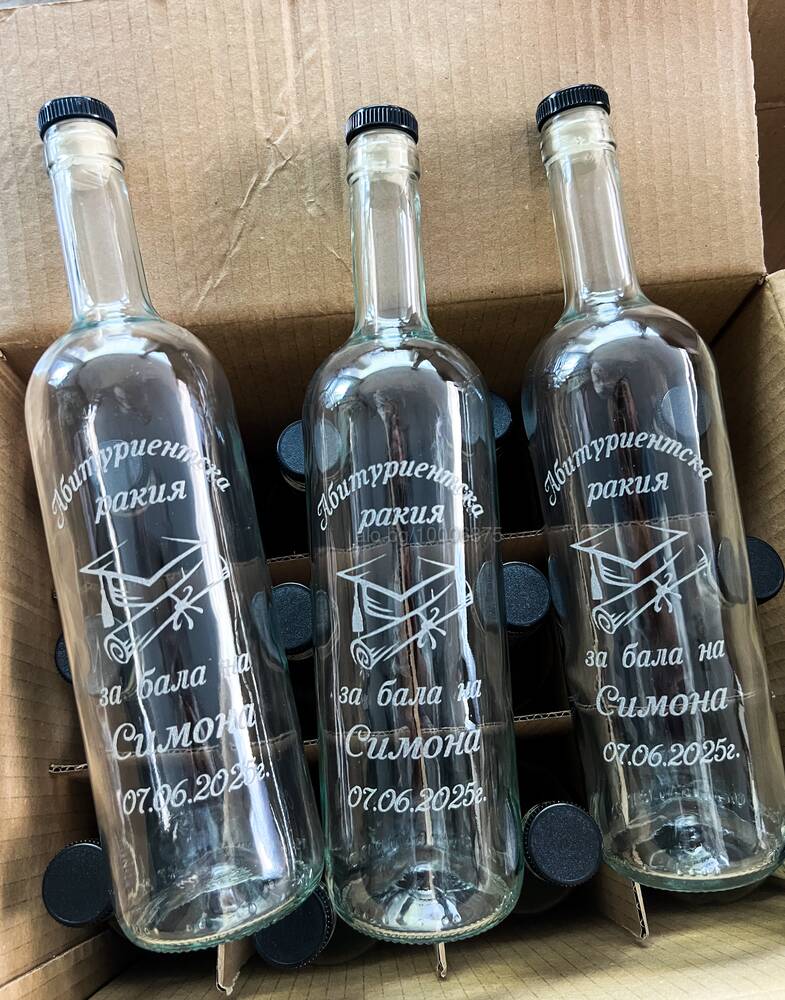 Абитуриентска
ракия
за бала на
Симона
07.06.2025г.
Абитуриентска
ракия
за бала на
Симона
07.06.2025г.
Абитуриентска
ракия
за бала на
Симона
07.06.2025г.